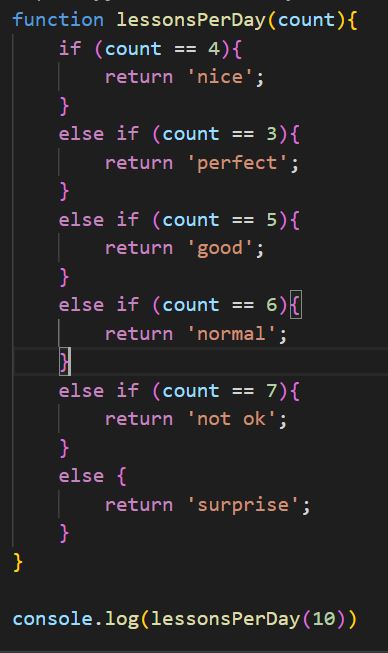 function lessonsPerDay(count){
    if (count == 4){
        return 'nice';
    }
    else if (count == 3){
        return 'perfect';
    }
    else if (count == 5){
        return 'good';
    }
    else if (count == 6){
        return 'normal';
    }
    else if (count == 7){
        return 'not ok';
    }
    else {
        return 'surprise';
    }
}

console.log(lessonsPerDay(10))